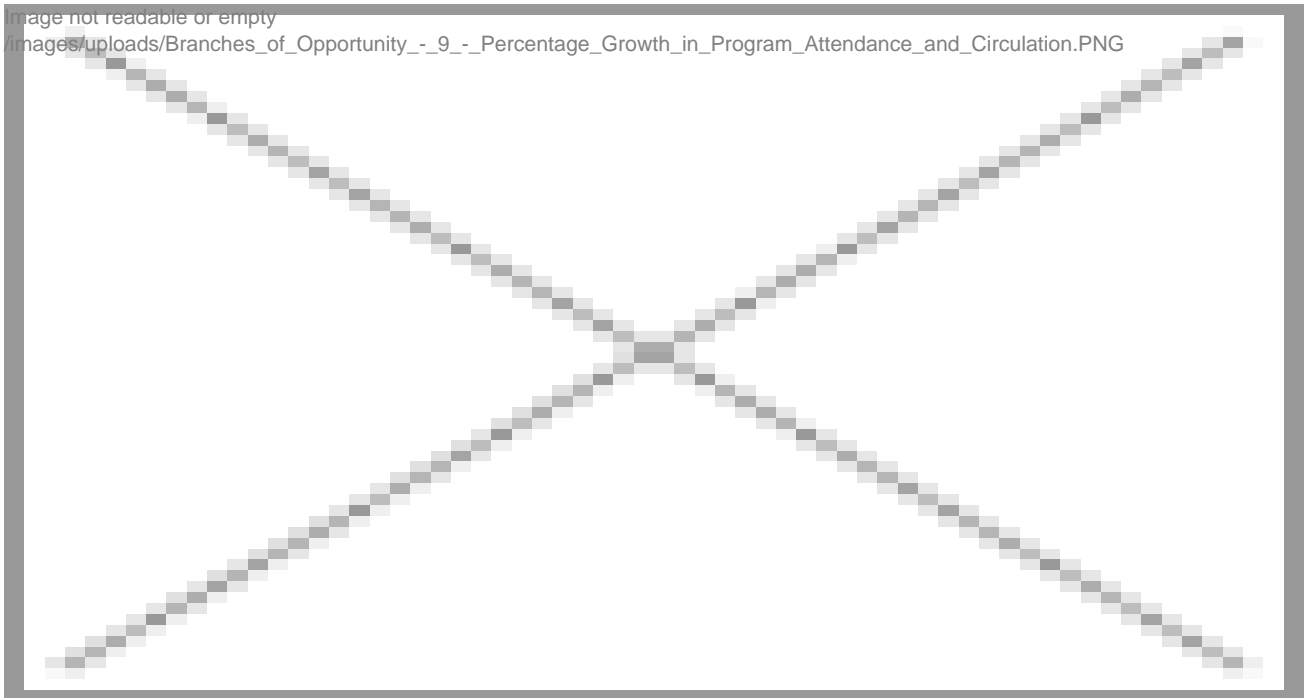 Image not readable or empty
/images/uploads/Branches_of_Opportunity_-_9_-_Percentage_Growth_in_Program_Attendance_and_Circulation.PNG